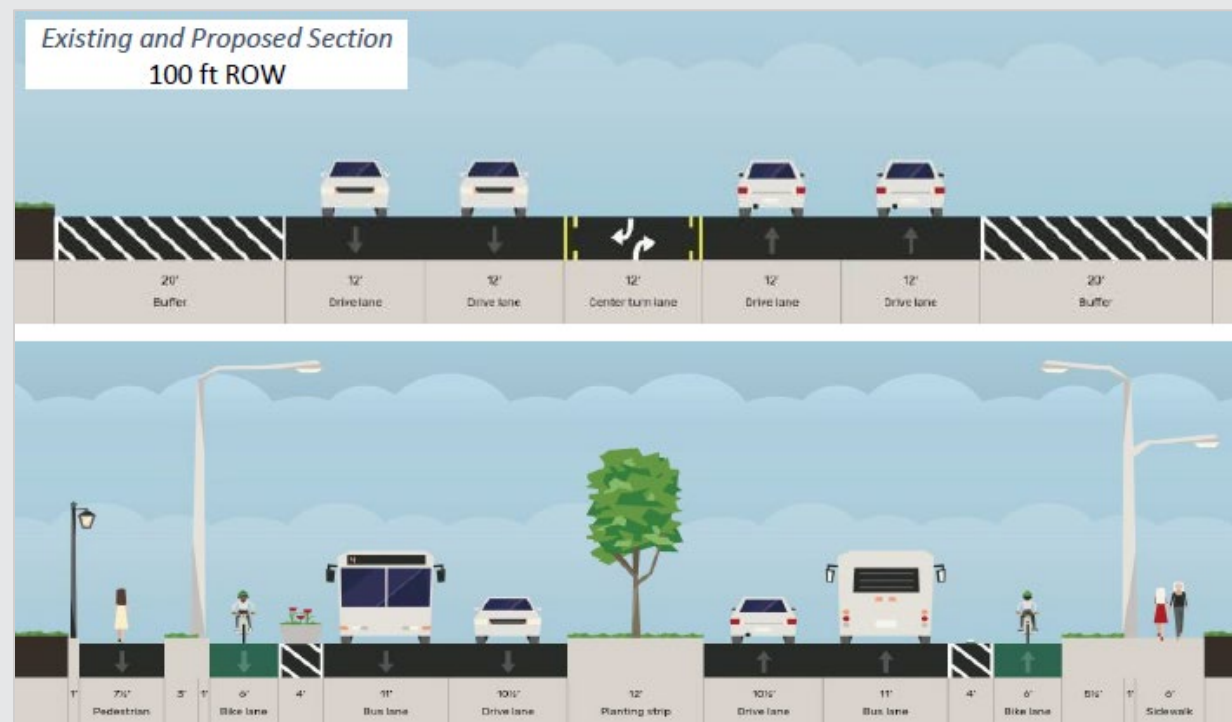 Existing and Proposed Section
100 ft ROW
20' 12' 12' 12' 12' 12' 20'
Buffer Drive lane Drive lane Center turn lane Drive lane Drive lane Buffer
4
1' 7½' 3' 1' 6' 4' 11' 10½' 12' 10½' 11' 4' 6' 5½' 1' 6'
Pedestrian Bike lane Bus lane Drive lane Planting strip Drive lane Bus lane Bike lane Sidewalk